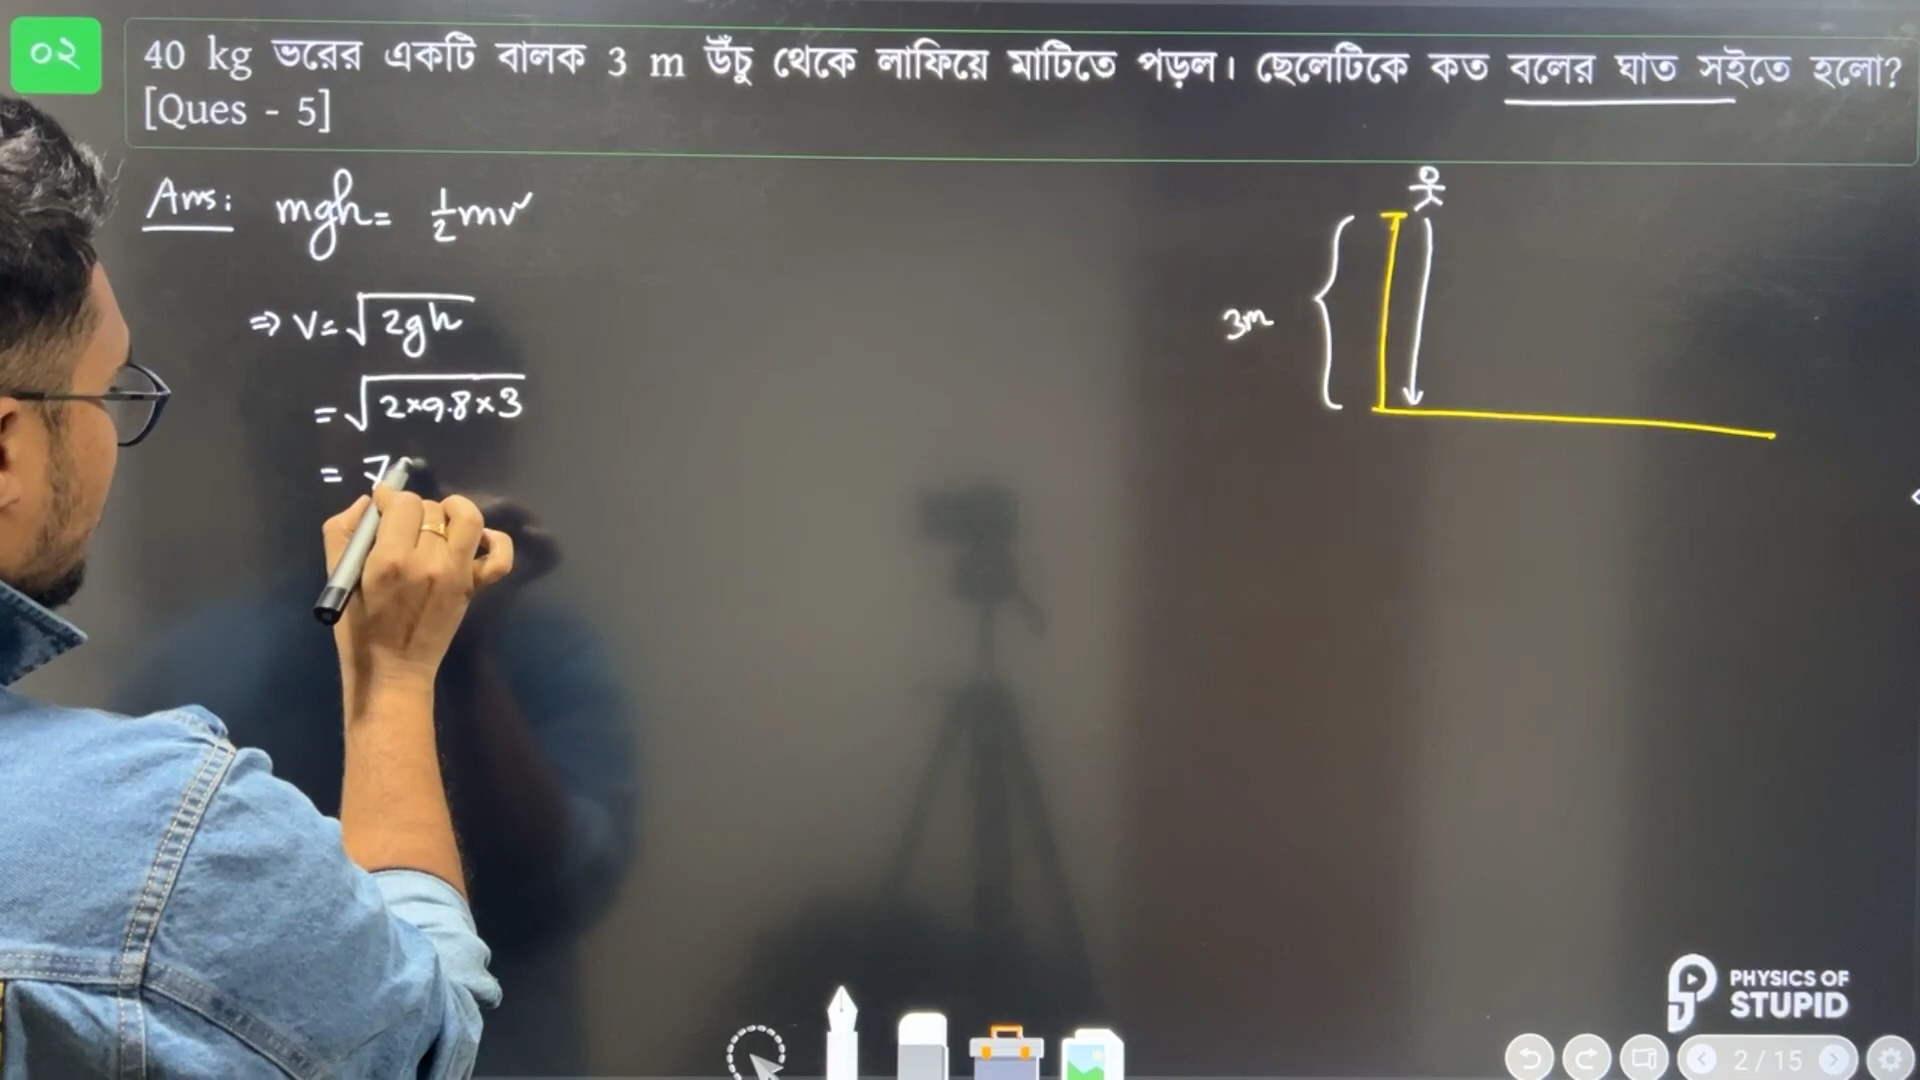 ০২
40 kg ভরের একটি বালক 3 m উঁচু থেকে লাফিয়ে মাটিতে পড়ল। ছেলেটিকে কত বলের ঘাত সইতে হলো?
[Ques - 5]
Ans: mgh = ½mv²
⇒ v = √2gh
= √2×9.8×3
= 7
3m
PHYSICS OF
STUPID
2 / 15